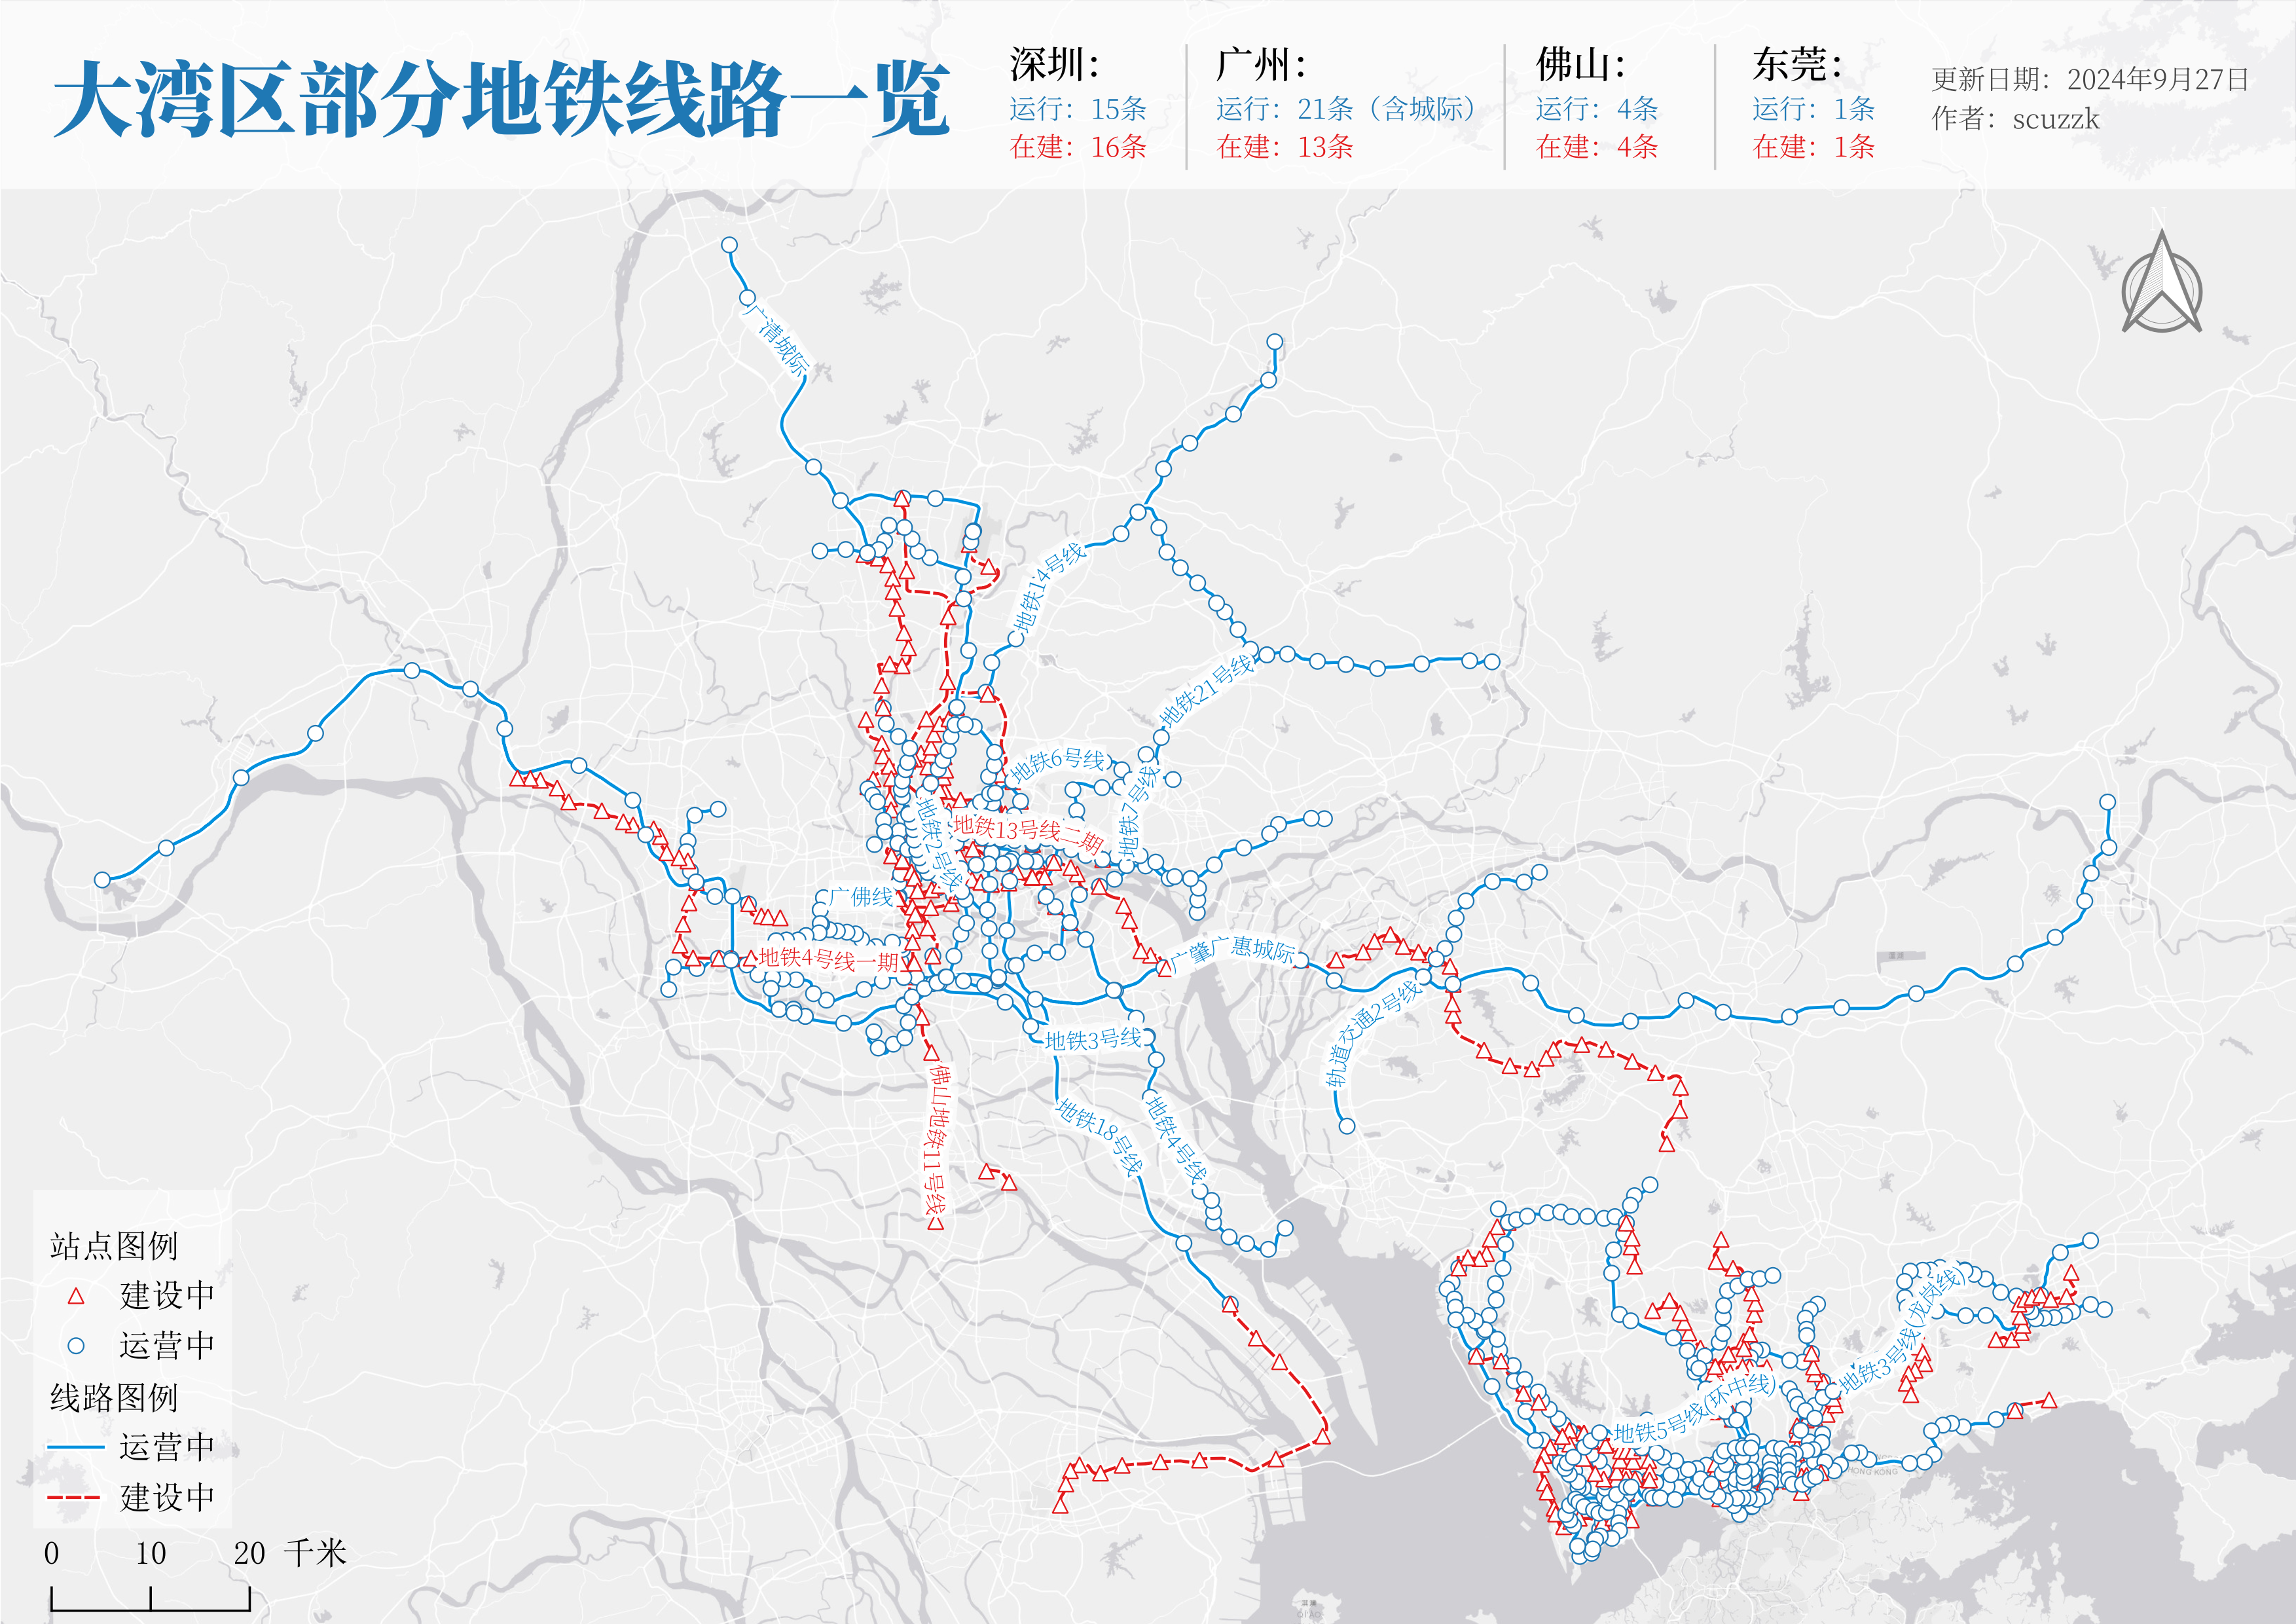 大湾区部分地铁线路一览
深圳：
运行：15条
在建：16条
广州：
运行：21条（含城际）
在建：13条
佛山：
运行：4条
在建：4条
东莞：
运行：1条
在建：1条
更新日期：2024年9月27日
作者：scuzzk
N
广清城际
地铁14号线
地铁21号线
地铁6号线
地铁7号线
地铁2号线
地铁13号线二期
广佛线
地铁4号线一期
广肇广惠城际
轨道交通2号线
地铁3号线
佛山地铁11号线
地铁18号线
地铁4号线
地铁3号线(龙岗线)
地铁5号线(环中线)
HONG KONG
淇澳
QI'AO
站点图例
建设中
运营中
线路图例
运营中
建设中
0 10 20 千米